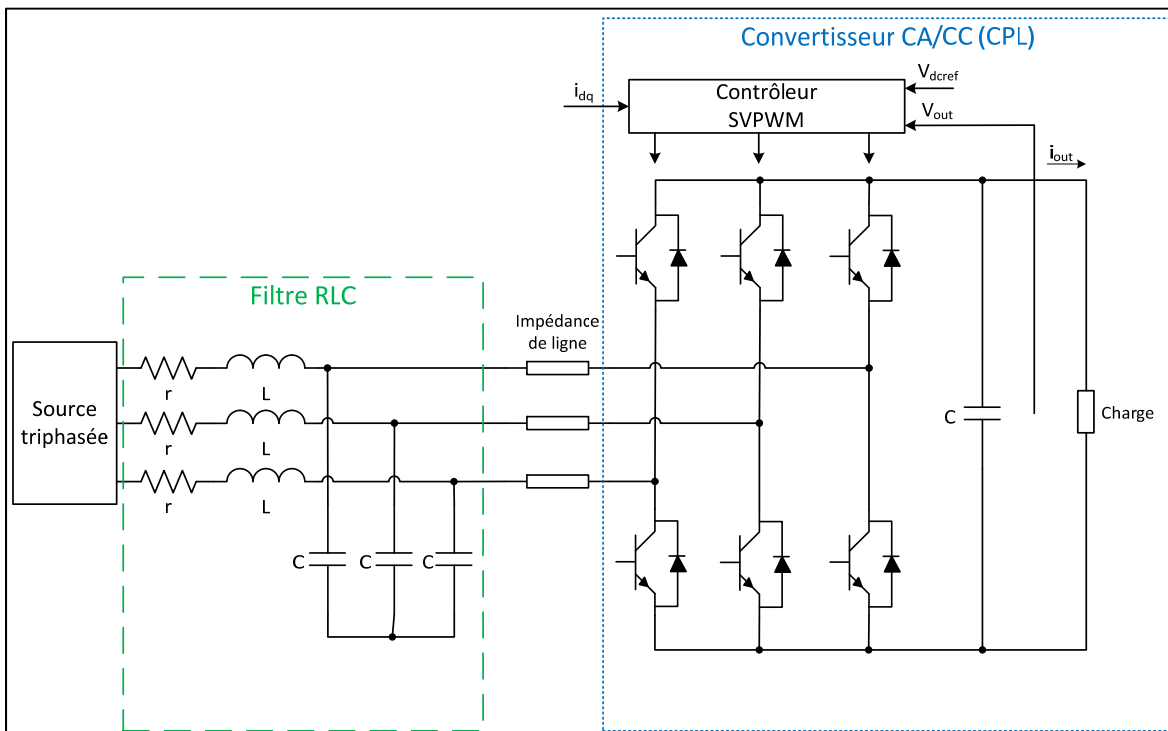 Convertisseur CA/CC (CPL)
i_dq
Contrôleur
SVPWM
V_dcref
V_out
i_out
Filtre RLC
Impédance
de ligne
Source
triphasée
r
L
r
L
r
L
C
C
C
C
Charge